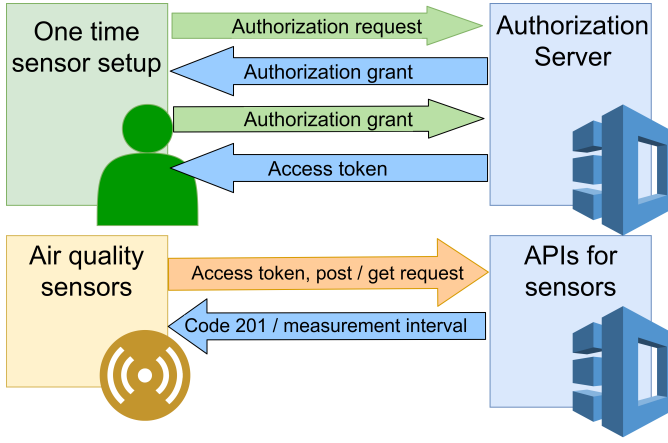 One time
sensor setup
Authorization request
Authorization
Server
Authorization grant
Authorization grant
Access token
Air quality
sensors
Access token, post / get request
APIs for
sensors
Code 201 / measurement interval